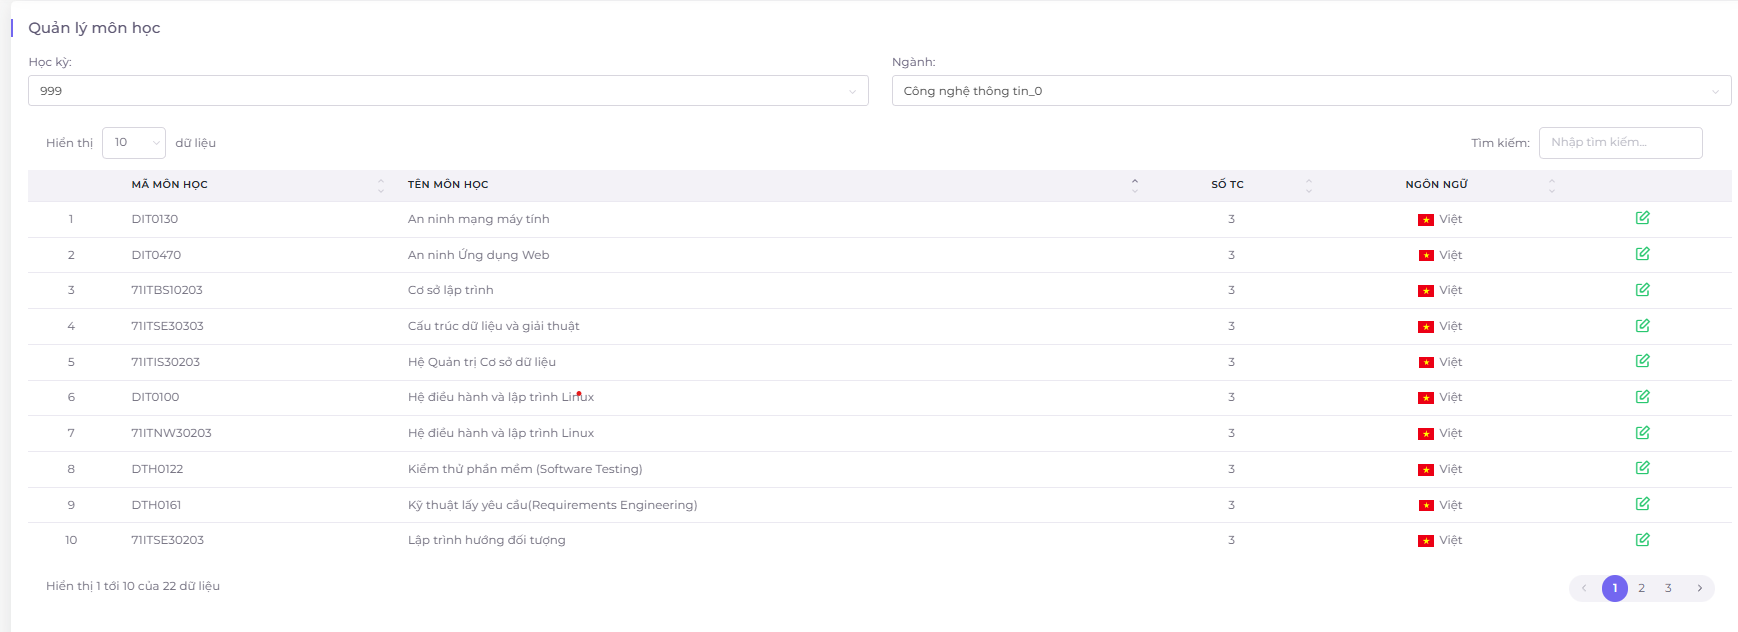 Quản lý môn học
Học kỳ: Ngành:
999 Công nghệ thông tin_0
Hiển thị 10 dữ liệu Tìm kiếm: Nhập tìm kiếm...
MÃ MÔN HỌC TÊN MÔN HỌC SỐ TC NGÔN NGỮ
1 DIT0130 An ninh mạng máy tính 3 Việt
2 DIT0470 An ninh Ứng dụng Web 3 Việt
3 71ITBS10203 Cơ sở lập trình 3 Việt
4 71ITSE30303 Cấu trúc dữ liệu và giải thuật 3 Việt
5 71ITIS30203 Hệ Quản trị Cơ sở dữ liệu 3 Việt
6 DIT0100 Hệ điều hành và lập trình Linux 3 Việt
7 71ITNW30203 Hệ điều hành và lập trình Linux 3 Việt
8 DTH0122 Kiểm thử phần mềm (Software Testing) 3 Việt
9 DTH0161 Kỹ thuật lấy yêu cầu(Requirements Engineering) 3 Việt
10 71ITSE30203 Lập trình hướng đối tượng 3 Việt
Hiển thị 1 tới 10 của 22 dữ liệu 1 2 3